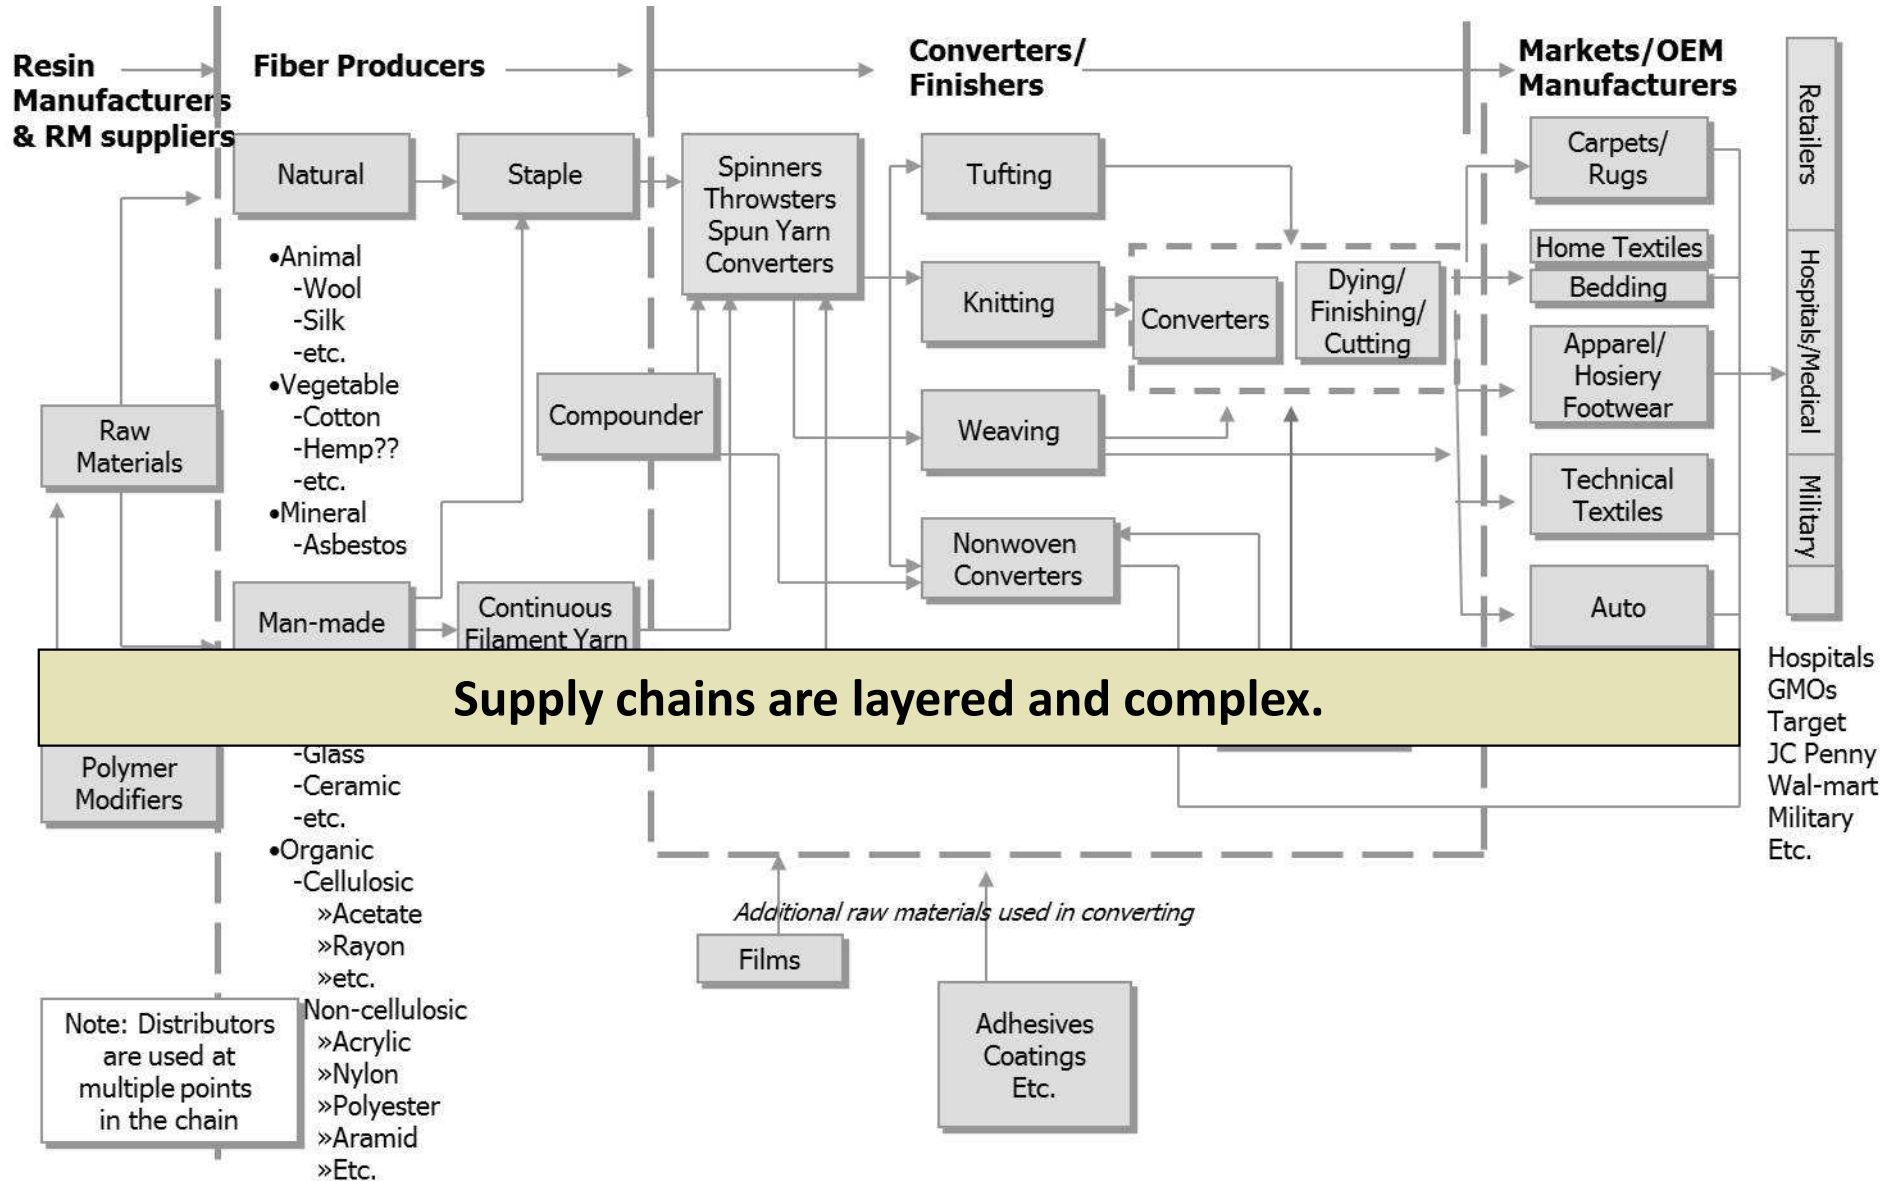 Resin
Manufacturers
& RM suppliers
Fiber Producers
Converters/
Finishers
Markets/OEM
Manufacturers
Natural
Staple
Spinners
Throwsters
Spun Yarn
Converters
Tufting
Carpets/
Rugs
Retailers
•Animal
-Wool
-Silk
-etc.
•Vegetable
-Cotton
-Hemp??
-etc.
•Mineral
-Asbestos
Knitting
Converters
Dying/
Finishing/
Cutting
Home Textiles
Bedding
Apparel/
Hosiery
Footwear
Hospitals/Medical
Raw
Materials
Compounder
Weaving
Technical
Textiles
Military
Nonwoven
Converters
Auto
Man-made
Continuous
Filament Yarn
Supply chains are layered and complex.
Hospitals
GMOs
Target
JC Penny
Wal-mart
Military
Etc.
Polymer
Modifiers
-Glass
-Ceramic
-etc.
•Organic
-Cellulosic
»Acetate
»Rayon
»etc.
Non-cellulosic
»Acrylic
»Nylon
»Polyester
»Aramid
»Etc.
Additional raw materials used in converting
Films
Adhesives
Coatings
Etc.
Note: Distributors
are used at
multiple points
in the chain